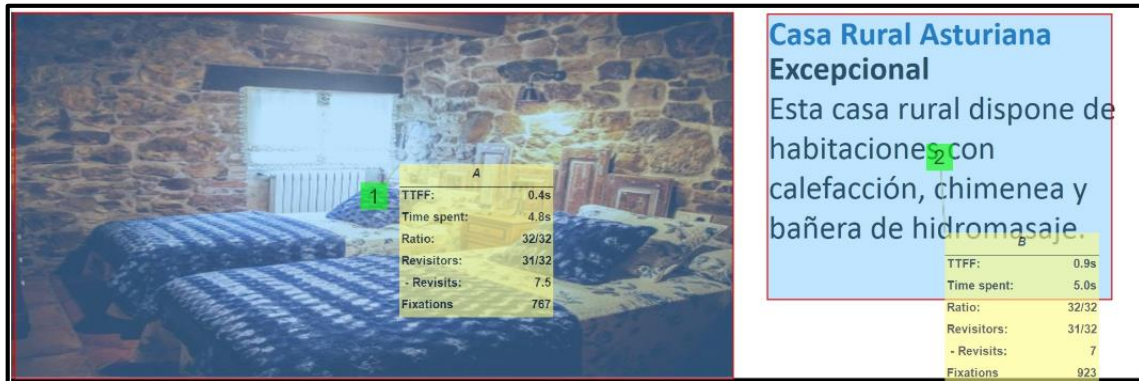 Casa Rural Asturiana
Excepcional
Esta casa rural dispone de
habitaciones con
calefacción, chimenea y
bañera de hidromasaje.
1
A
TTFF: 0.4s
Time spent: 4.8s
Ratio: 32/32
Revisitors: 31/32
- Revisits: 7.5
Fixations 767
2
B
TTFF: 0.9s
Time spent: 5.0s
Ratio: 32/32
Revisitors: 31/32
- Revisits: 7
Fixations 923